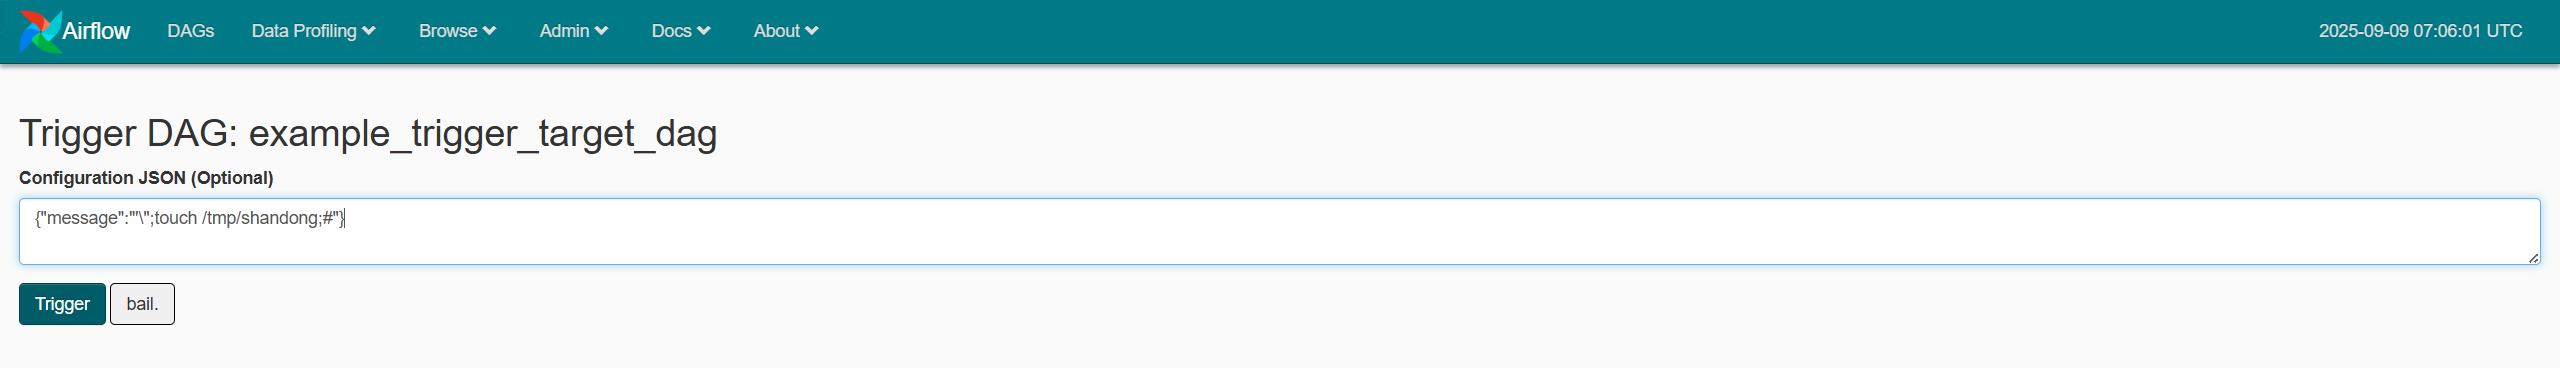 Airflow DAGs Data Profiling Browse Admin Docs About 2025-09-09 07:06:01 UTC
Trigger DAG: example_trigger_target_dag
Configuration JSON (Optional)
{"message":"'\";touch /tmp/shandong;#"}
Trigger bail.